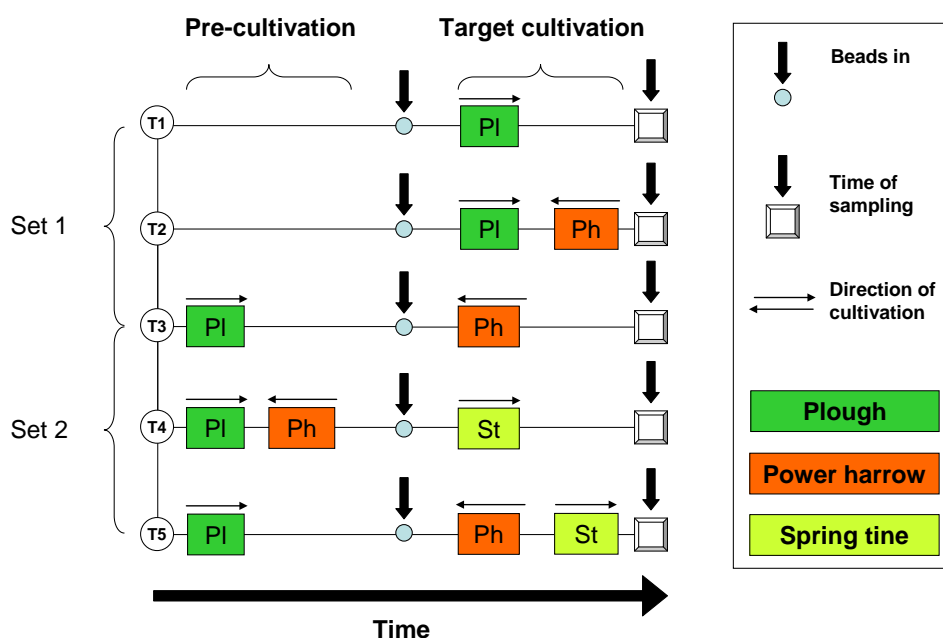 Pre-cultivation
Target cultivation
T1
Pl
Set 1
T2
Pl
Ph
T3
Pl
Ph
Set 2
T4
Pl
Ph
St
T5
Pl
Ph
St
Time
Beads in
Time of
sampling
Direction of
cultivation
Plough
Power harrow
Spring tine